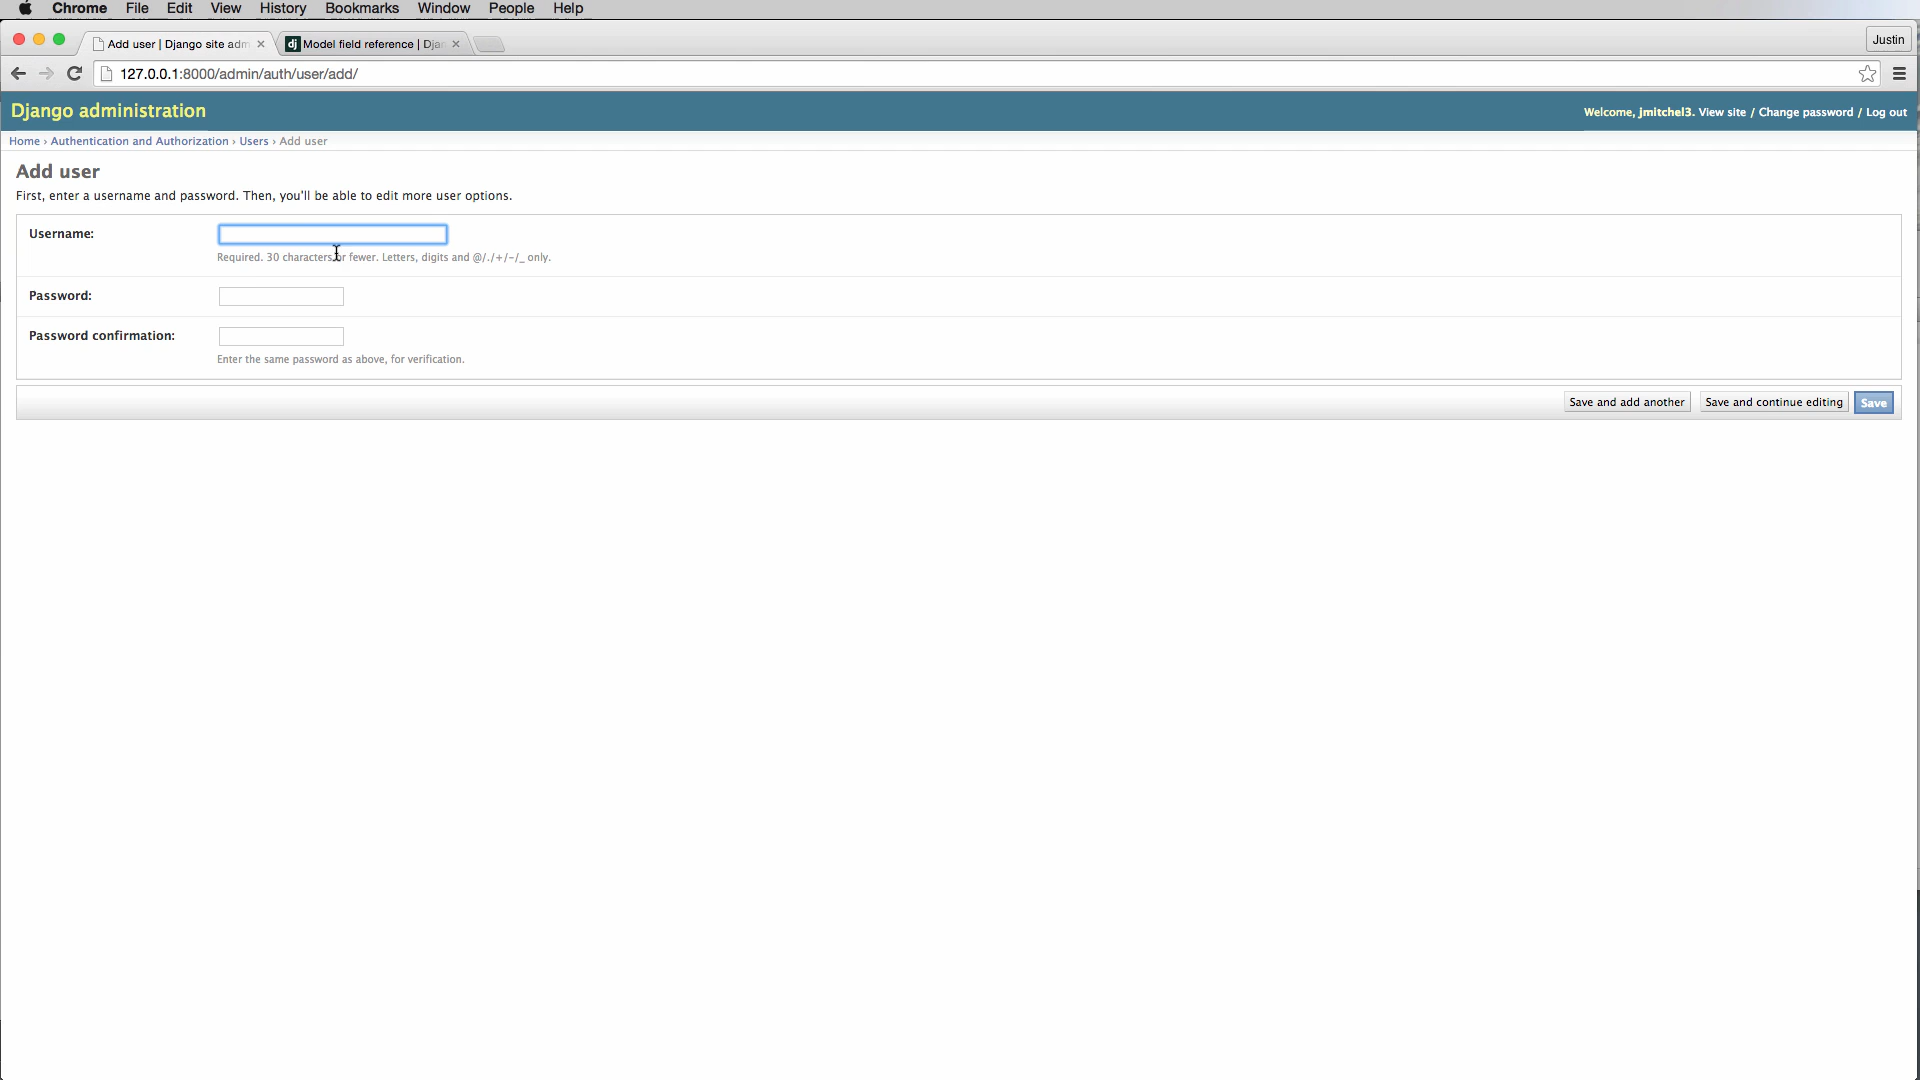 Chrome File Edit View History Bookmarks Window People Help
Add user | Django site adm Model field reference | Dja Justin
127.0.0.1:8000/admin/auth/user/add/
Django administration Welcome, jmitchel3. View site / Change password / Log out
Home › Authentication and Authorization › Users › Add user
Add user
First, enter a username and password. Then, you'll be able to edit more user options.
Username:
Required. 30 characters or fewer. Letters, digits and @/./+/-/_ only.
Password:
Password confirmation:
Enter the same password as above, for verification.
Save and add another Save and continue editing Save